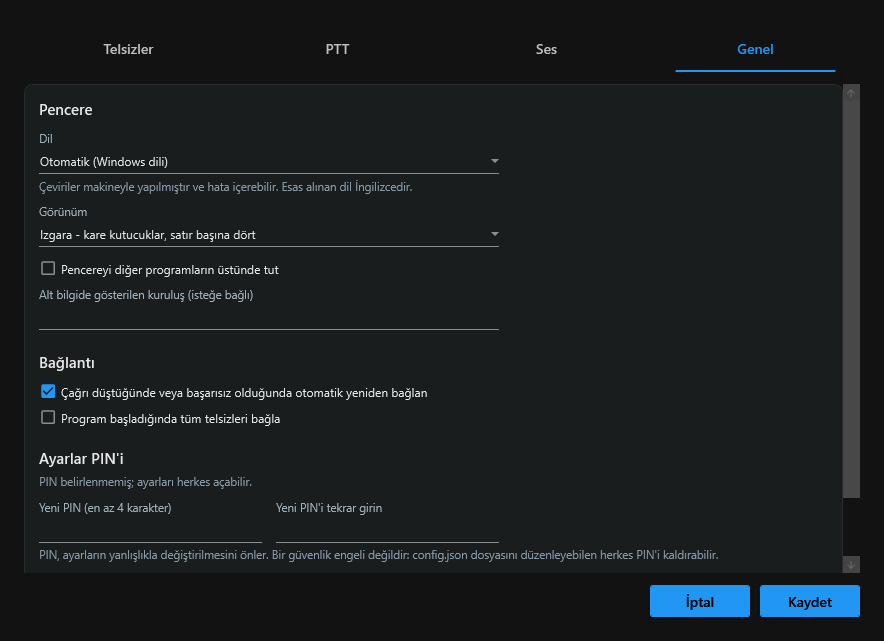 Telsizler
PTT
Ses
Genel
Pencere
Dil
Otomatik (Windows dili)
Çeviriler makineyle yapılmıştır ve hata içerebilir. Esas alınan dil İngilizcedir.
Görünüm
Izgara - kare kutucuklar, satır başına dört
Pencereyi diğer programların üstünde tut
Alt bilgide gösterilen kuruluş (isteğe bağlı)
Bağlantı
Çağrı düştüğünde veya başarısız olduğunda otomatik yeniden bağlan
Program başladığında tüm telsizleri bağla
Ayarlar PIN'i
PIN belirlenmemiş; ayarları herkes açabilir.
Yeni PIN (en az 4 karakter)
Yeni PIN'i tekrar girin
PIN, ayarların yanlışlıkla değiştirilmesini önler. Bir güvenlik engeli değildir: config.json dosyasını düzenleyebilen herkes PIN'i kaldırabilir.
İptal
Kaydet